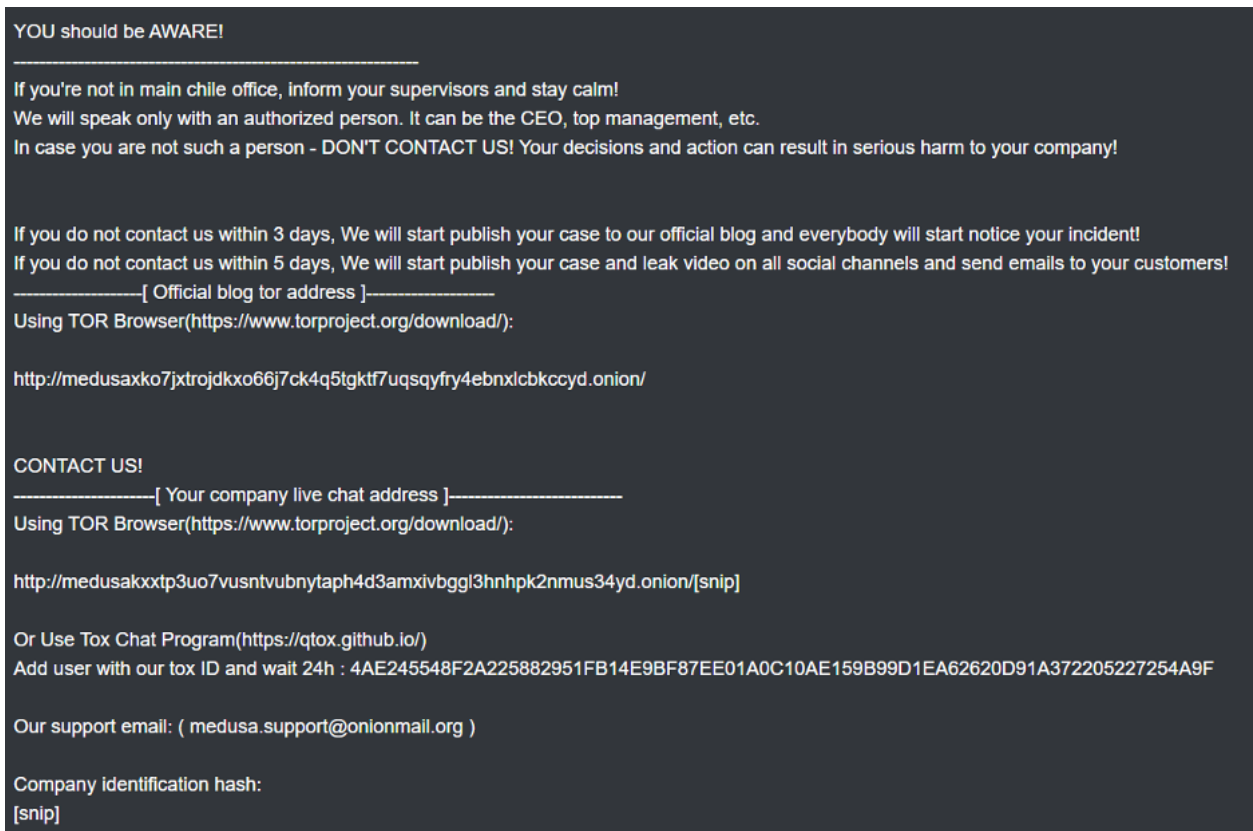 YOU should be AWARE!
---------------------------------------------------------------
If you're not in main chile office, inform your supervisors and stay calm!
We will speak only with an authorized person. It can be the CEO, top management, etc.
In case you are not such a person - DON'T CONTACT US! Your decisions and action can result in serious harm to your company!
If you do not contact us within 3 days, We will start publish your case to our official blog and everybody will start notice your incident!
If you do not contact us within 5 days, We will start publish your case and leak video on all social channels and send emails to your customers!
--------------------[ Official blog tor address ]--------------------
Using TOR Browser(https://www.torproject.org/download/):
http://medusaxko7jxtrojdkxo66j7ck4q5tgktf7uqsqyfry4ebnxlcbkccyd.onion/
CONTACT US!
----------------------[ Your company live chat address ]---------------------------
Using TOR Browser(https://www.torproject.org/download/):
http://medusakxxtp3uo7vusntvubnytaph4d3amxivbggl3hnhpk2nmus34yd.onion/[snip]
Or Use Tox Chat Program(https://qtox.github.io/)
Add user with our tox ID and wait 24h : 4AE245548F2A225882951FB14E9BF87EE01A0C10AE159B99D1EA62620D91A372205227254A9F
Our support email: ( medusa.support@onionmail.org )
Company identification hash:
[snip]